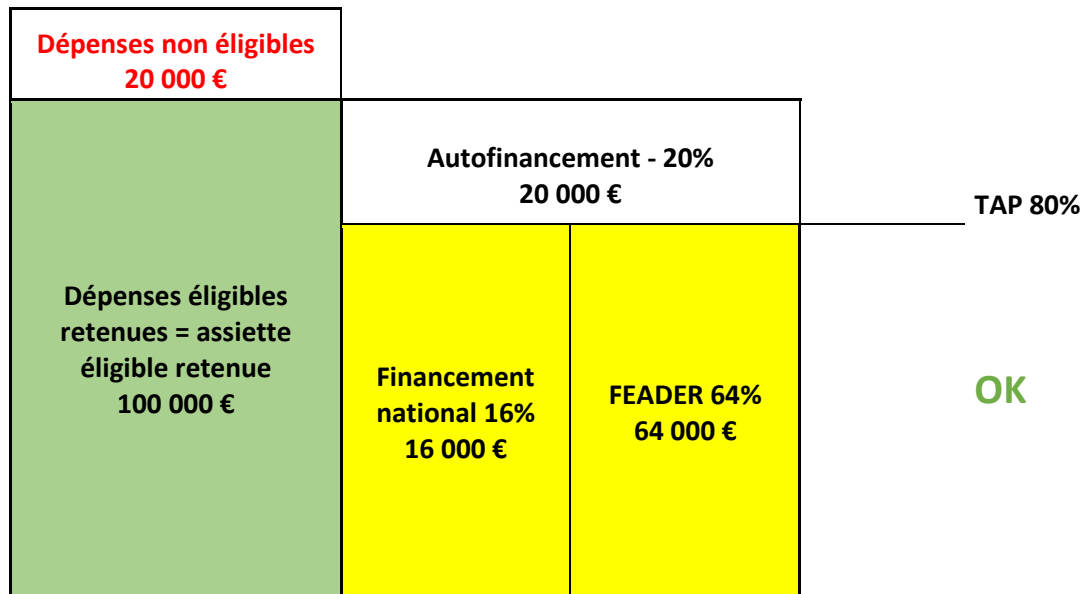 Dépenses non éligibles
20 000 €
Autofinancement - 20%
20 000 €
TAP 80%
Dépenses éligibles
retenues = assiette
éligible retenue
100 000 €
Financement
national 16%
16 000 €
FEADER 64%
64 000 €
OK